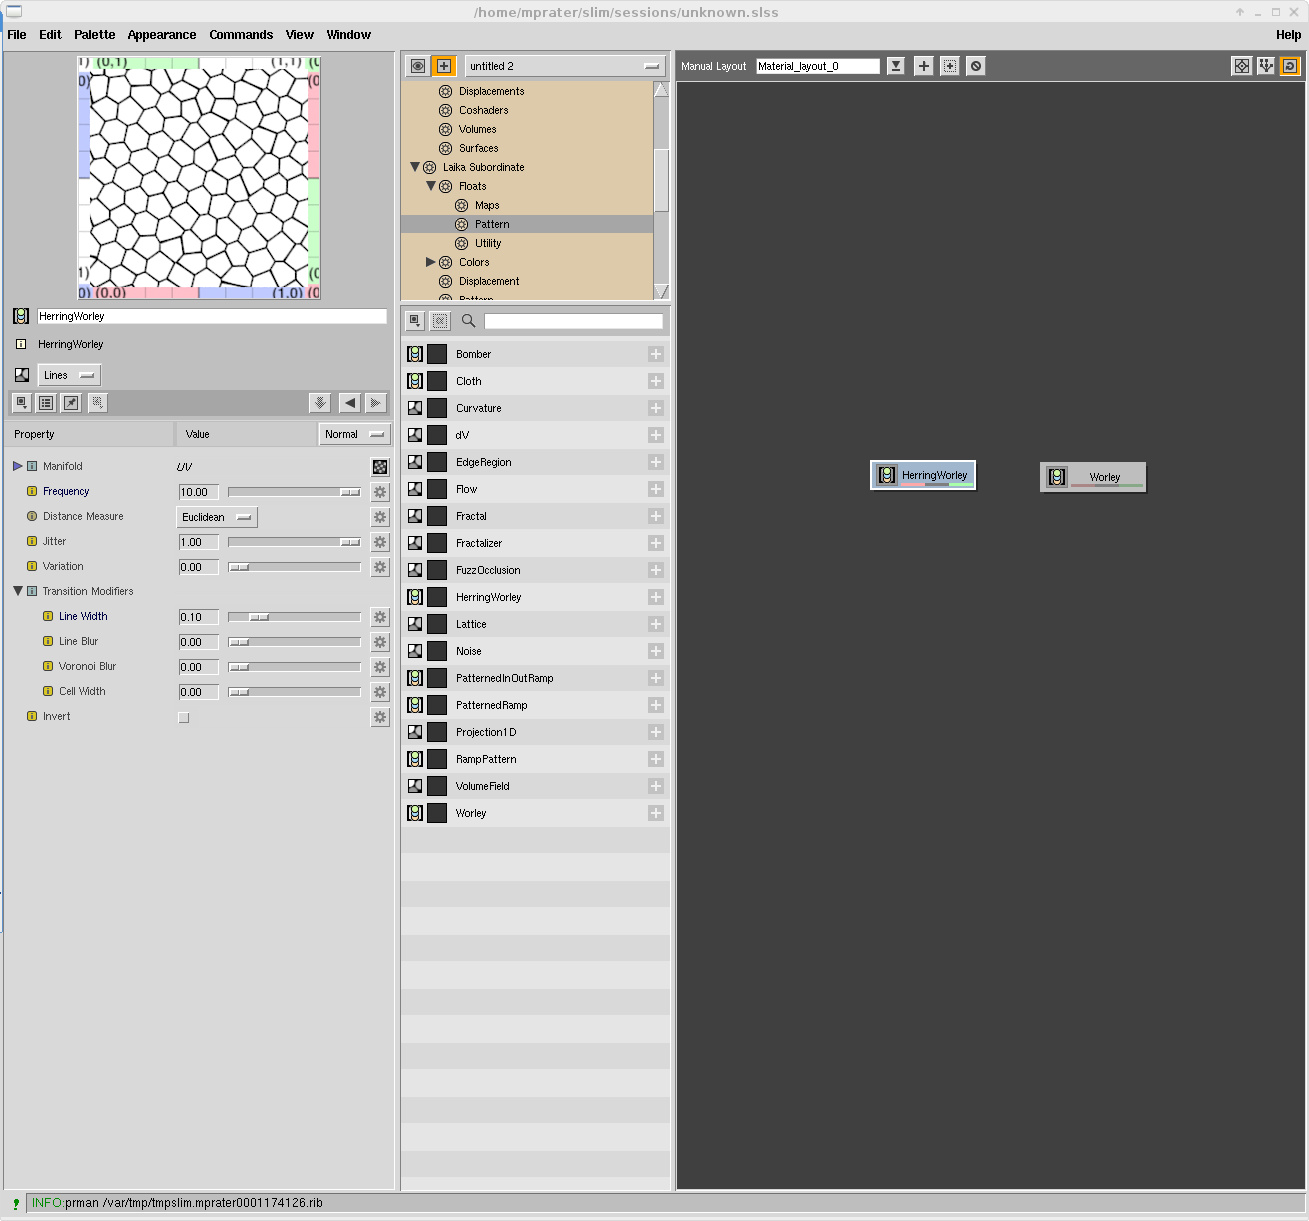 /home/mprater/slim/sessions/unknown.slss
File Edit Palette Appearance Commands View Window Help
1) (0,1) (1,1) (
0) (0
1) (0
0) (0.0) (1.0) (0
HerringWorley
HerringWorley
Lines
Property Value Normal
Manifold UV
Frequency 10.00
Distance Measure Euclidean
Jitter 1.00
Variation 0.00
Transition Modifiers
Line Width 0.10
Line Blur 0.00
Voronoi Blur 0.00
Cell Width 0.00
Invert
untitled 2
Displacements
Coshaders
Volumes
Surfaces
Laika Subordinate
Floats
Maps
Pattern
Utility
Colors
Displacement
Pattern
Bomber
Cloth
Curvature
dV
EdgeRegion
Flow
Fractal
Fractalizer
FuzzOcclusion
HerringWorley
Lattice
Noise
PatternedInOutRamp
PatternedRamp
Projection1D
RampPattern
VolumeField
Worley
Manual Layout Material_layout_0
HerringWorley Worley
INFO:prman /var/tmp/tmpslim.mprater0001174126.rib